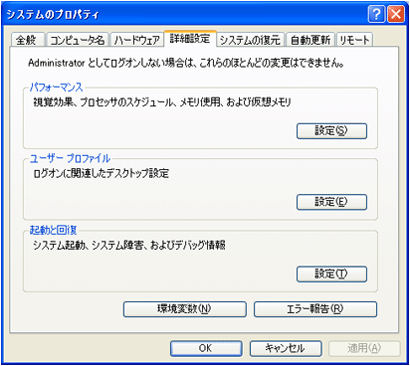 システムのプロパティ
全般 コンピュータ名 ハードウェア 詳細設定 システムの復元 自動更新 リモート
Administrator としてログオンしない場合は、これらのほとんどの変更はできません。
パフォーマンス
視覚効果、プロセッサのスケジュール、メモリ使用、および仮想メモリ
設定(S)
ユーザー プロファイル
ログオンに関連したデスクトップ設定
設定(E)
起動と回復
システム起動、システム障害、およびデバッグ情報
設定(T)
環境変数(N) エラー報告(R)
OK キャンセル 適用(A)